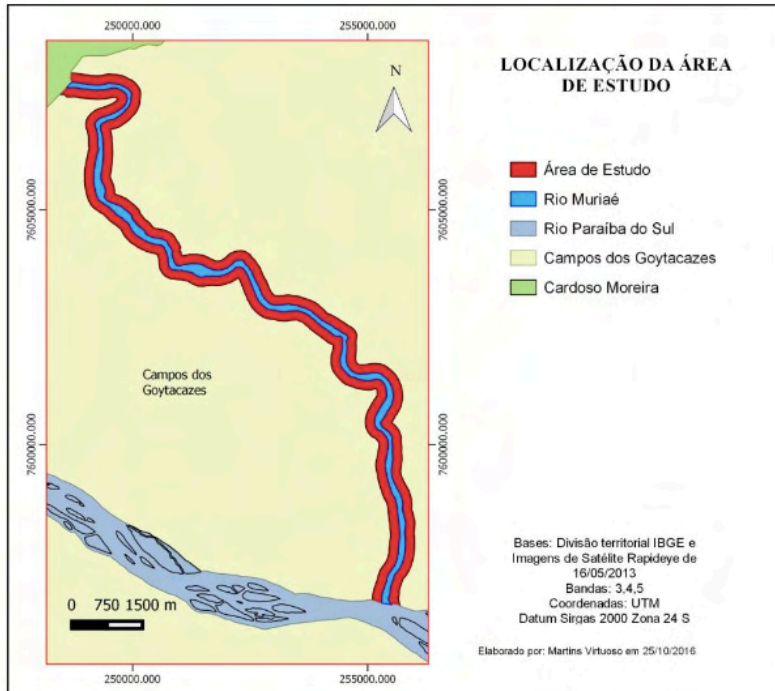 250000.000
255000.000
LOCALIZAÇÃO DA ÁREA
DE ESTUDO
N
Área de Estudo
Rio Muriaé
Rio Paraíba do Sul
Campos dos Goytacazes
Cardoso Moreira
7605000.000
7605000.000
Campos dos
Goytacazes
7600000.000
7600000.000
Bases: Divisão territorial IBGE e
Imagens de Satélite Rapideye de
16/05/2013
Bandas: 3,4,5
Coordenadas: UTM
Datum Sirgas 2000 Zona 24 S
0 750 1500 m
Elaborado por: Martins Virtuoso em 25/10/2016
250000.000
255000.000